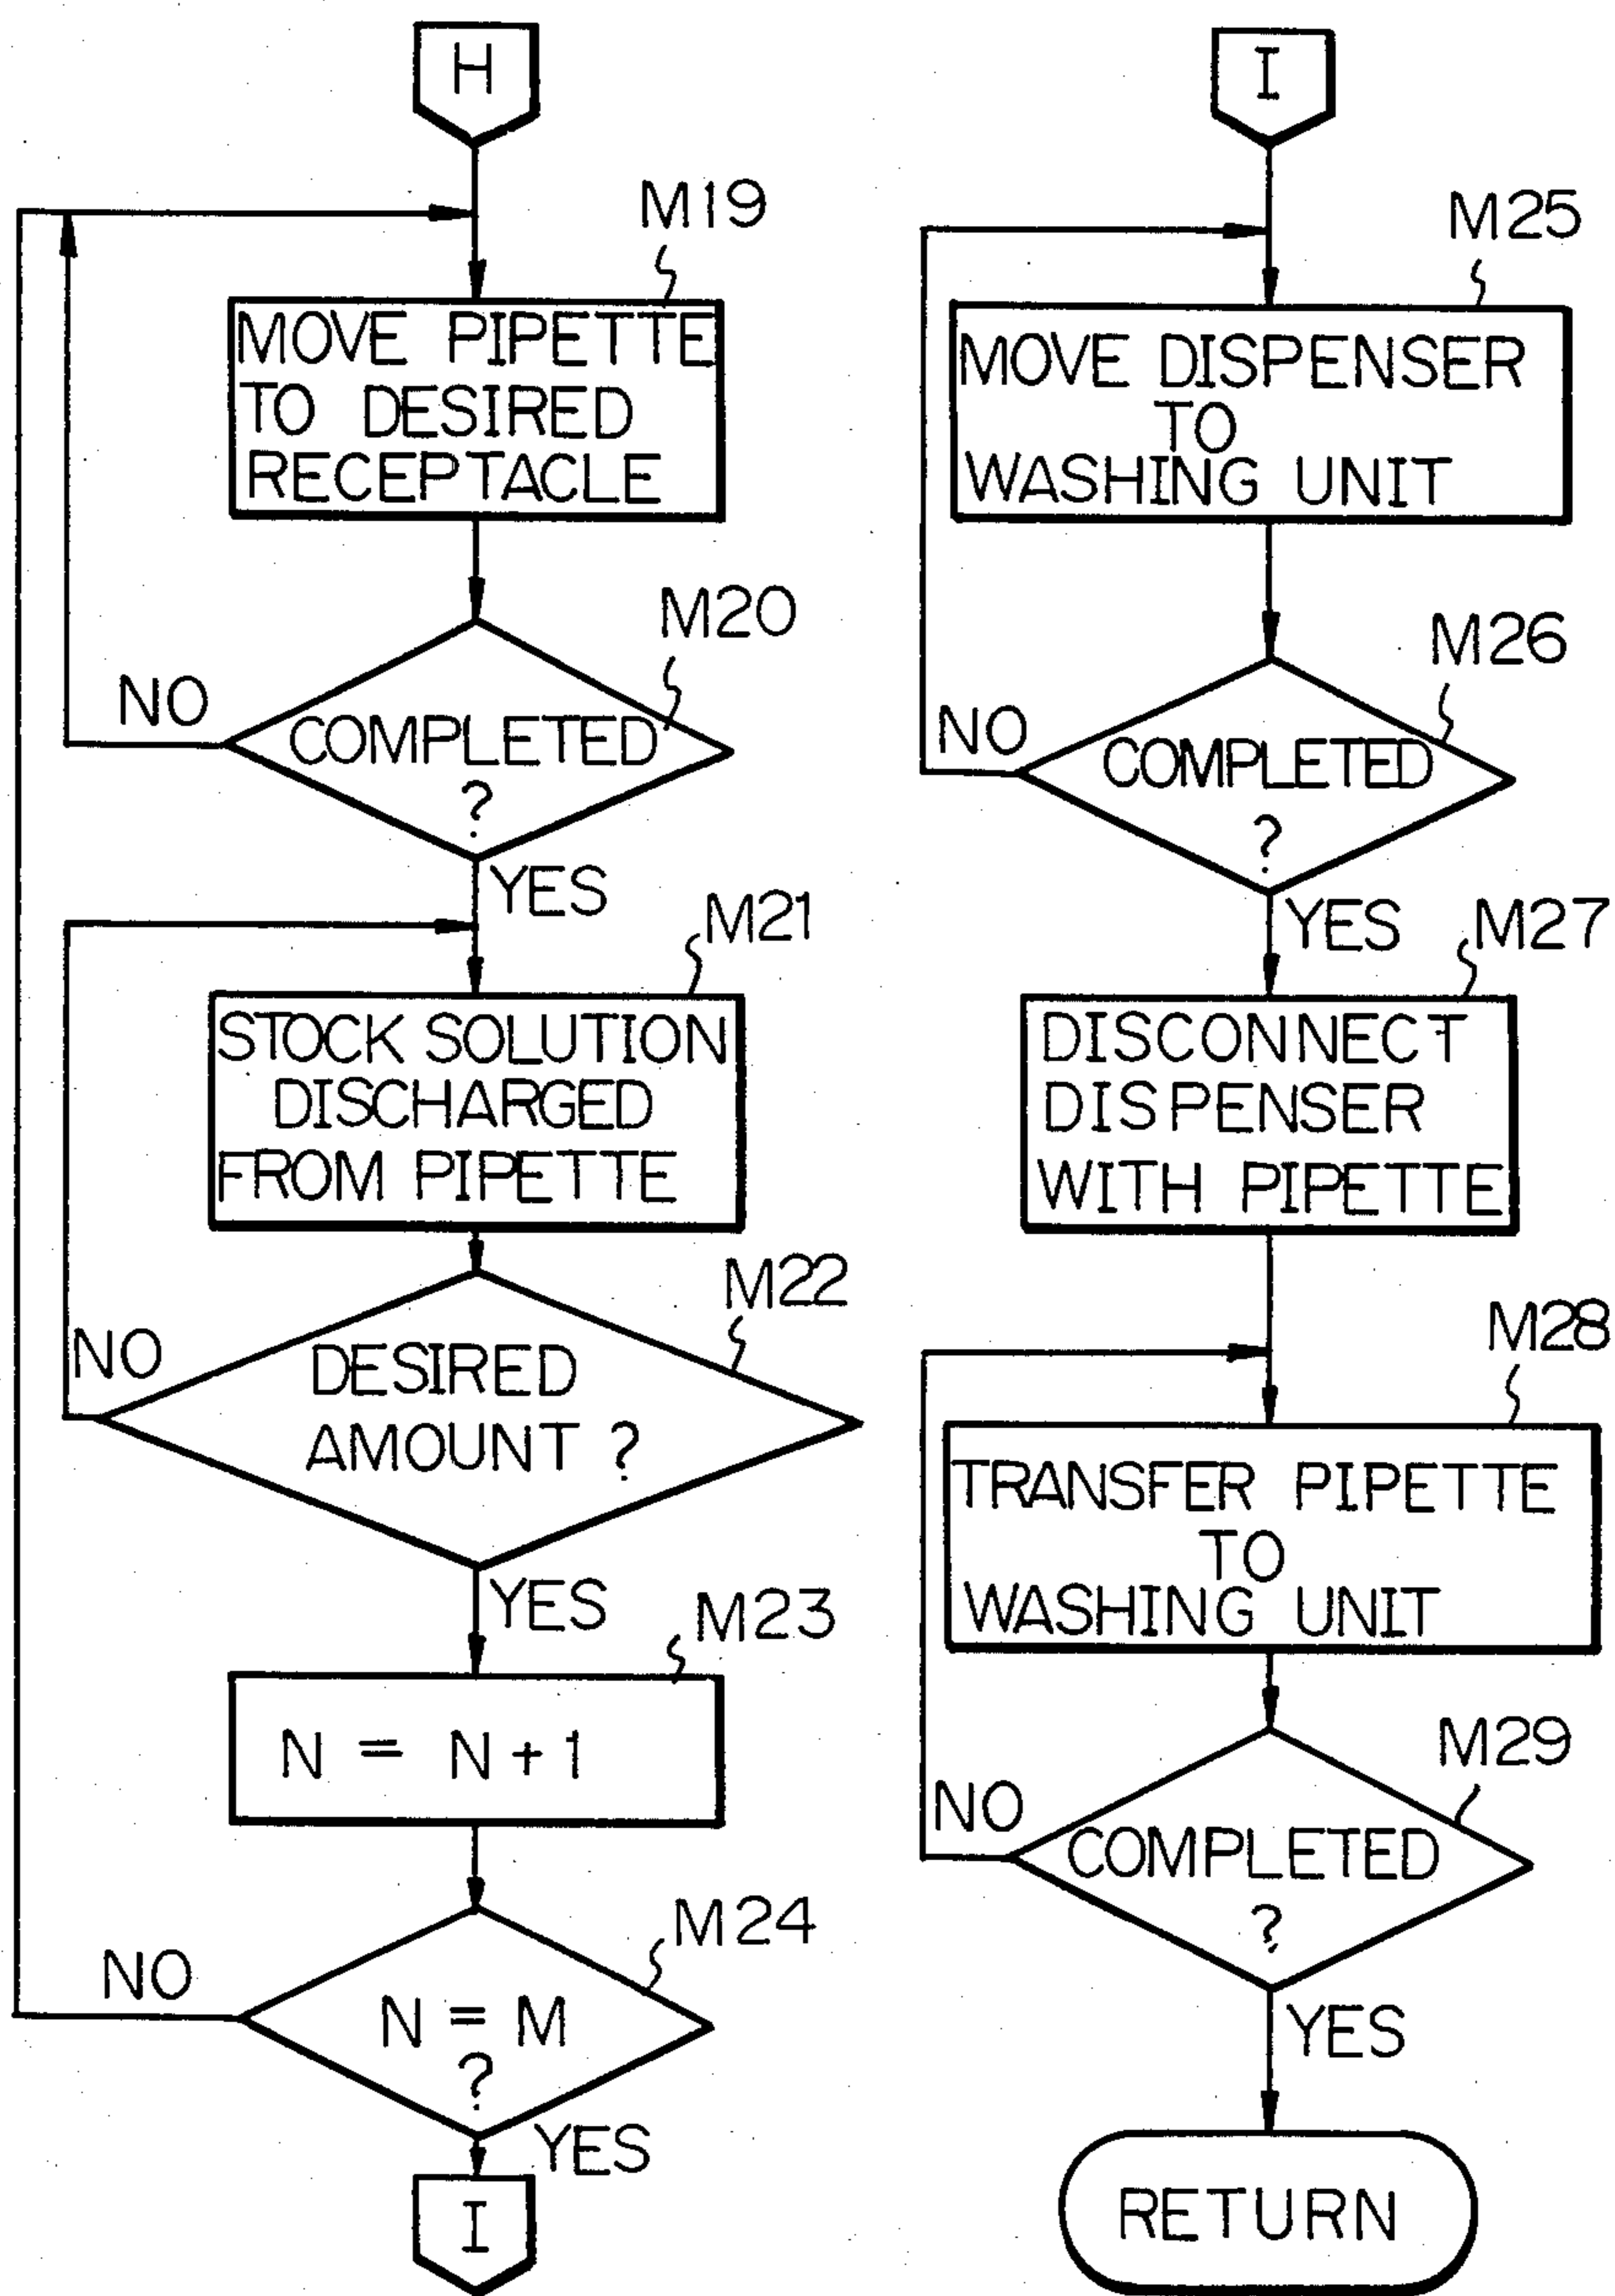 H
M19
MOVE PIPETTE
TO DESIRED
RECEPTACLE
M20
NO
COMPLETED
?
YES
M21
STOCK SOLUTION
DISCHARGED
FROM PIPETTE
M22
NO
DESIRED
AMOUNT ?
YES
M23
N = N+1
M24
NO
N = M
?
YES
I
I
M25
MOVE DISPENSER
TO
WASHING UNIT
M26
NO
COMPLETED
?
YES
M27
DISCONNECT
DISPENSER
WITH PIPETTE
M28
TRANSFER PIPETTE
TO
WASHING UNIT
M29
NO
COMPLETED
?
YES
RETURN